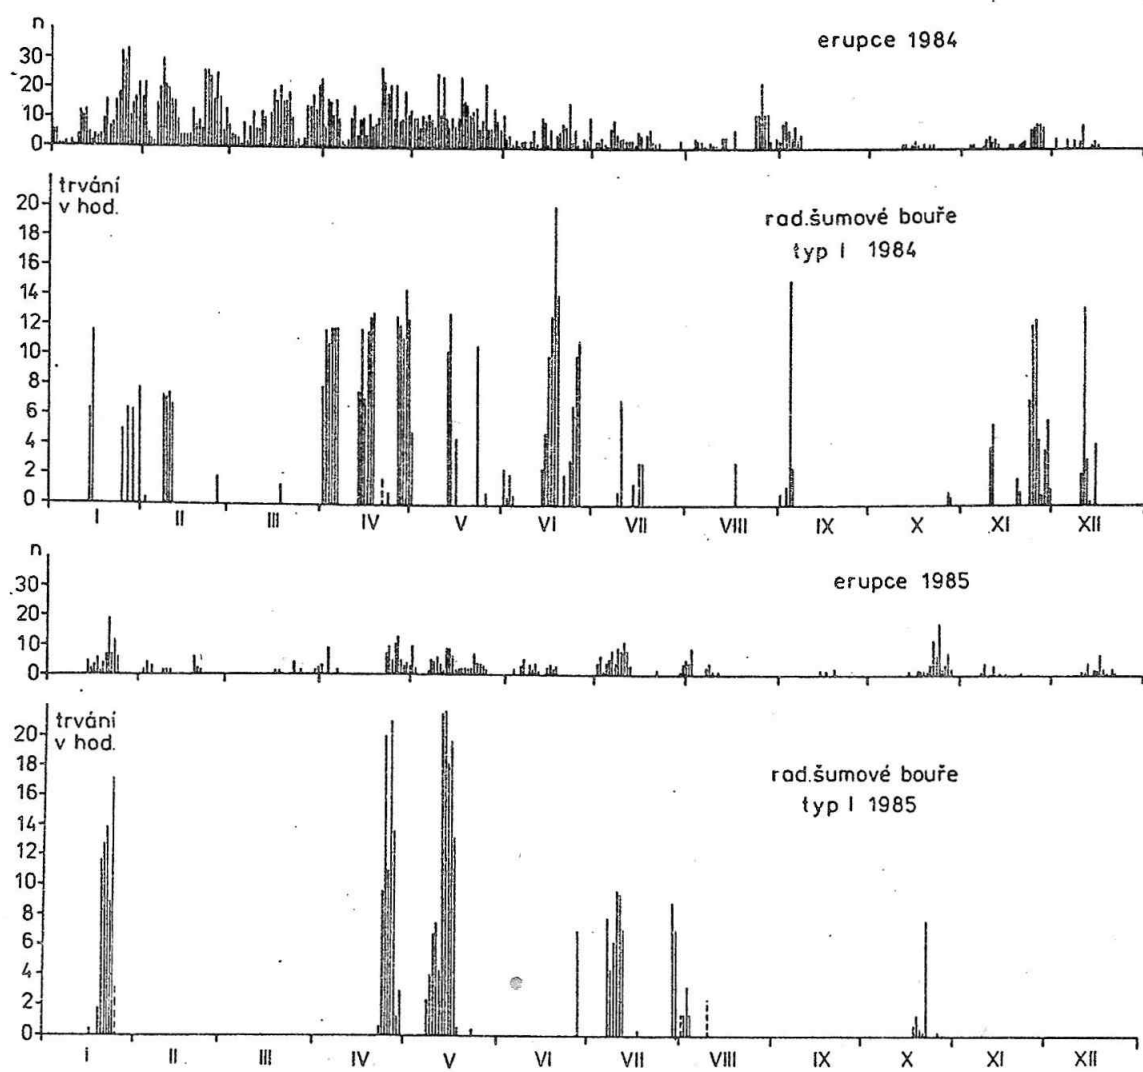 n
erupce 1984
30
20
10
0
trvání
v hod.
rad.šumové bouře
typ I 1984
20
18
16
14
12
10
8
6
4
2
0
I II III IV V VI VII VIII IX X XI XII
n
erupce 1985
30
20
10
0
trvání
v hod.
rad.šumové bouře
typ I 1985
20
18
16
14
12
10
8
6
4
2
0
I II III IV V VI VII VIII IX X XI XII